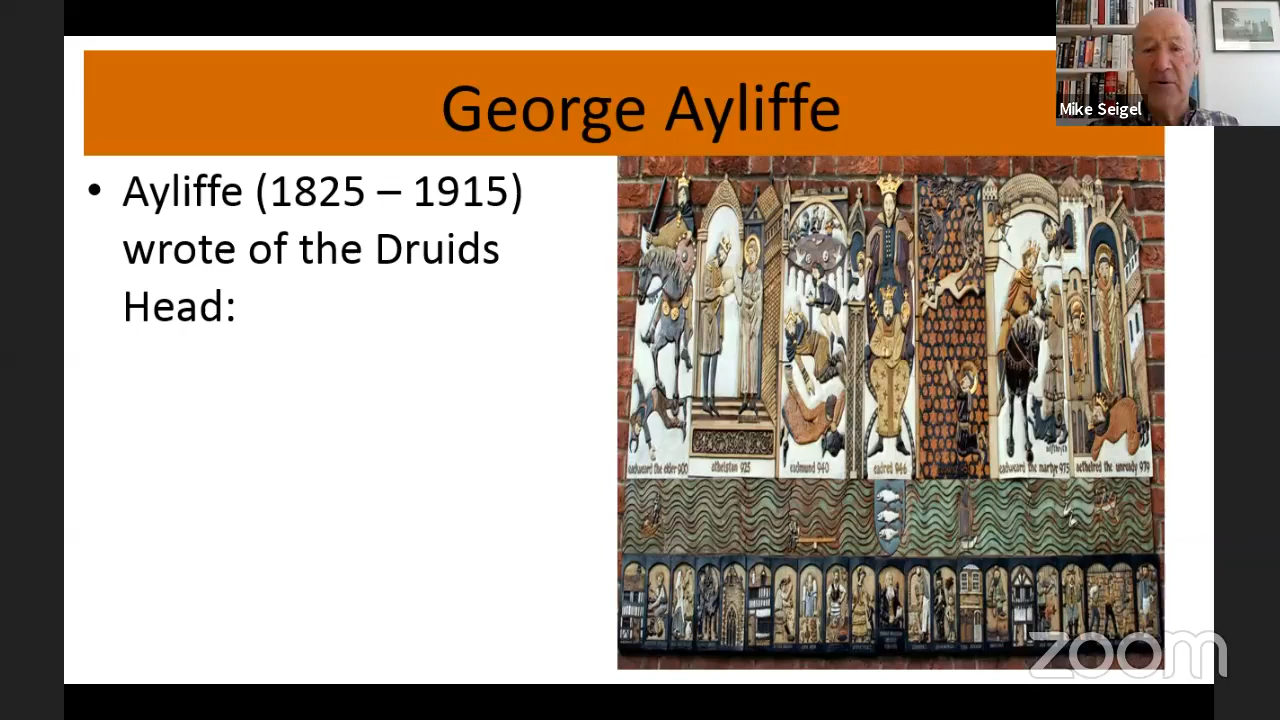 George Ayliffe
Mike Seigel
• Ayliffe (1825 – 1915)
wrote of the Druids
Head:
eadweard the elder 900
athelstan 925
eadmund 940
eadred 946
eadweard the martyr 975
aethelred the unready 979
zoom